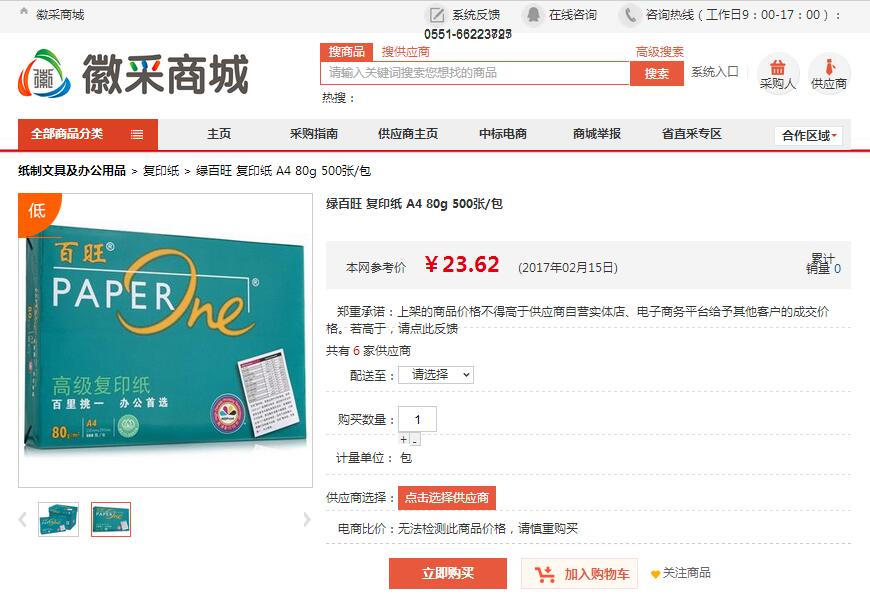 徽采商城
系统反馈
在线咨询
咨询热线（工作日9：00-17：00）：
0551-66223725
徽
徽采商城
搜商品
搜供应商
高级搜索
请输入关键词搜索您想找的商品
搜索
系统入口
采购人
供应商
热搜：
全部商品分类
主页
采购指南
供应商主页
中标电商
商城举报
省直采专区
合作区域
纸制文具及办公用品 > 复印纸 > 绿百旺 复印纸 A4 80g 500张/包
低
百旺®
PAPER One®
高级复印纸
百里挑一 办公首选
80g/m²
A4
绿百旺 复印纸 A4 80g 500张/包
本网参考价 ￥23.62 (2017年02月15日)
累计
销量 0
郑重承诺：上架的商品价格不得高于供应商自营实体店、电子商务平台给予其他客户的成交价
格。若高于，请点此反馈
共有 6 家供应商
配送至： 请选择
购买数量： 1
+ -
计量单位： 包
供应商选择： 点击选择供应商
电商比价：无法检测此商品价格，请慎重购买
立即购买
加入购物车
关注商品